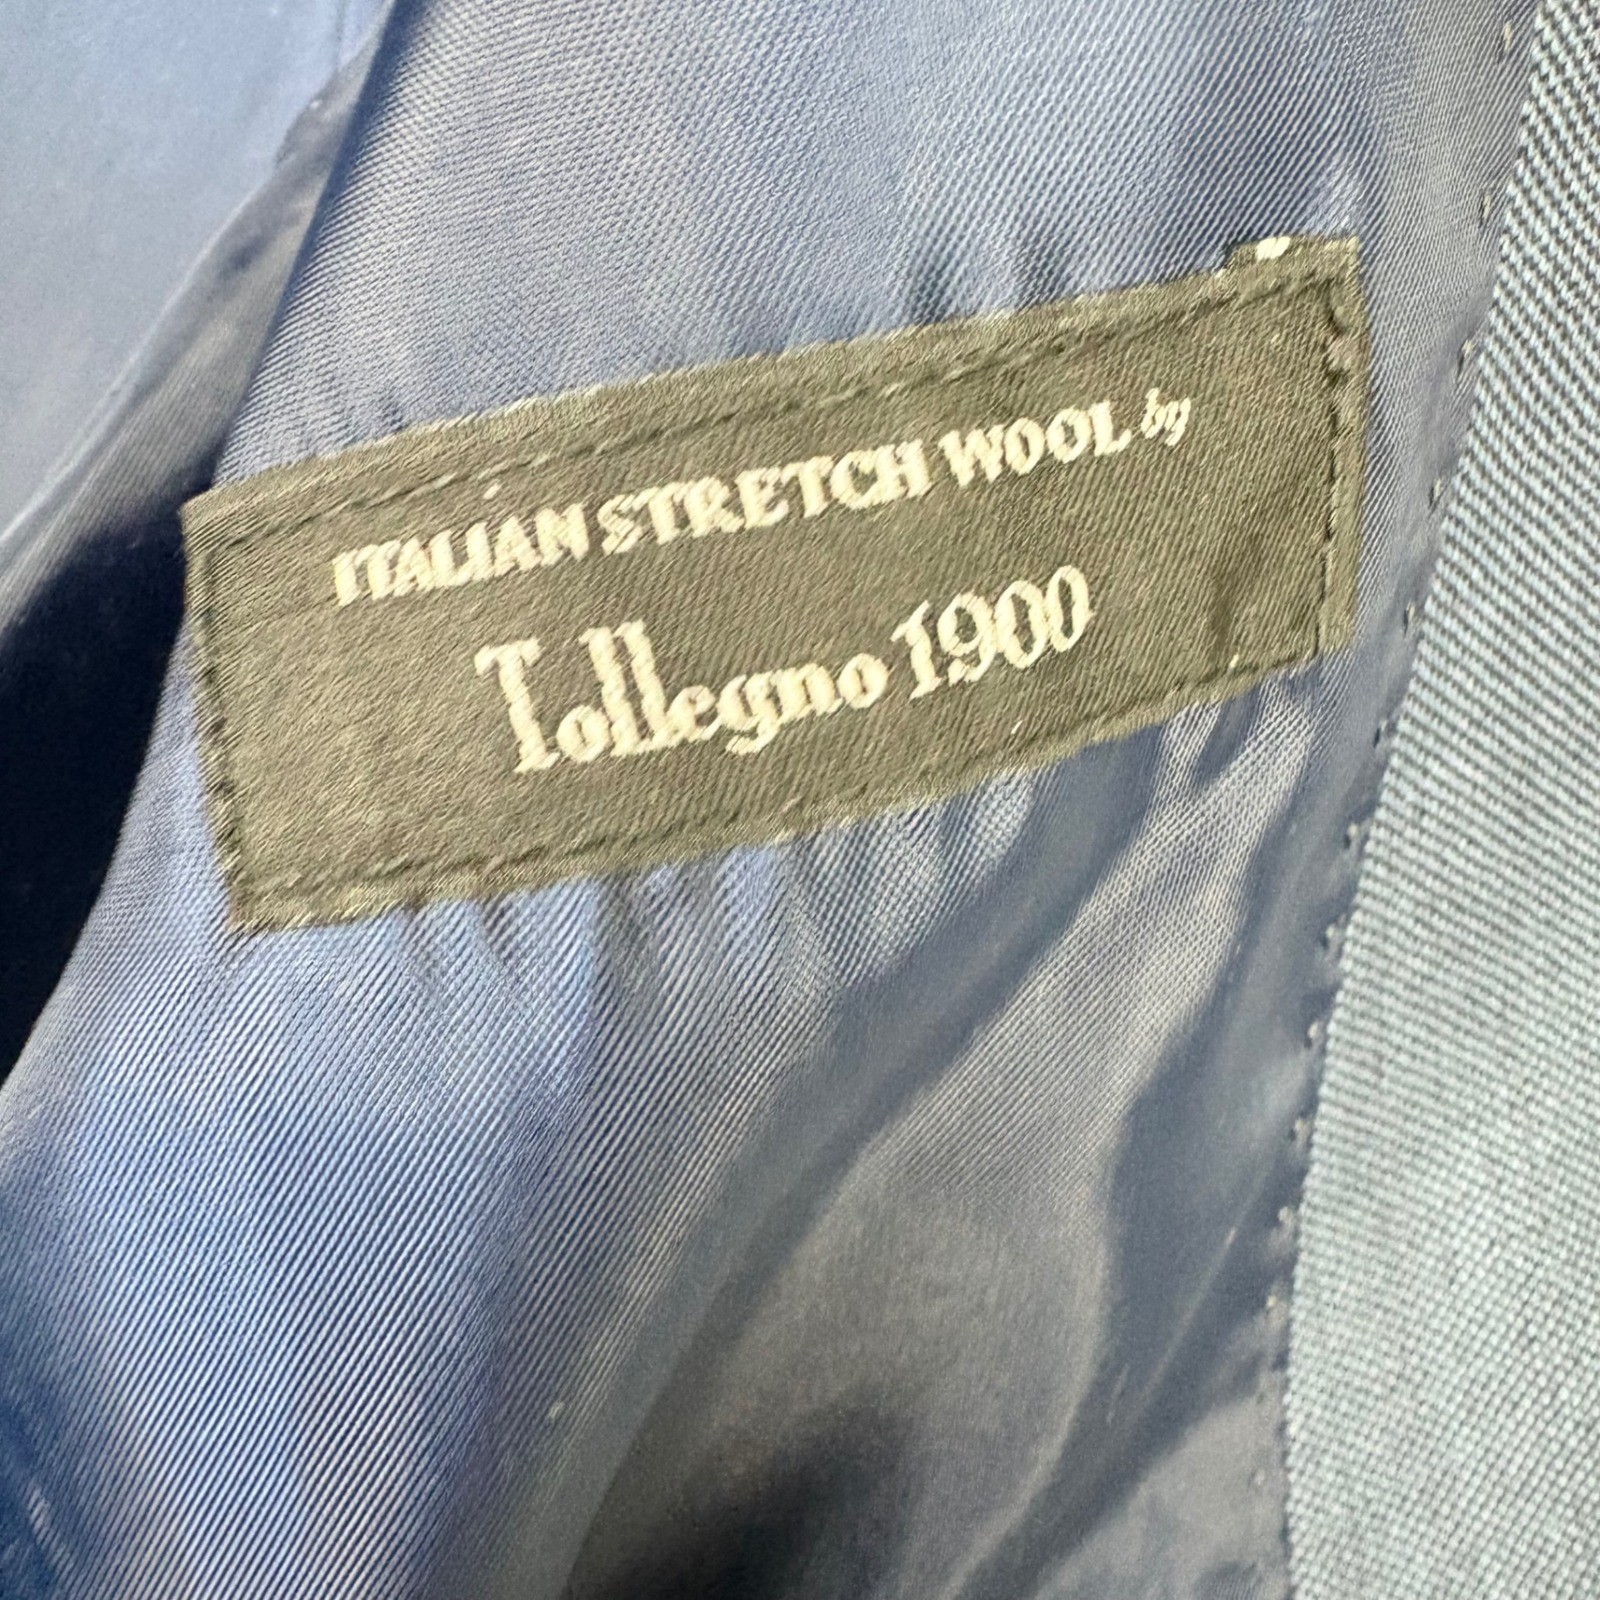 ITALIAN STRETCH WOOL by
Tollegno 1900